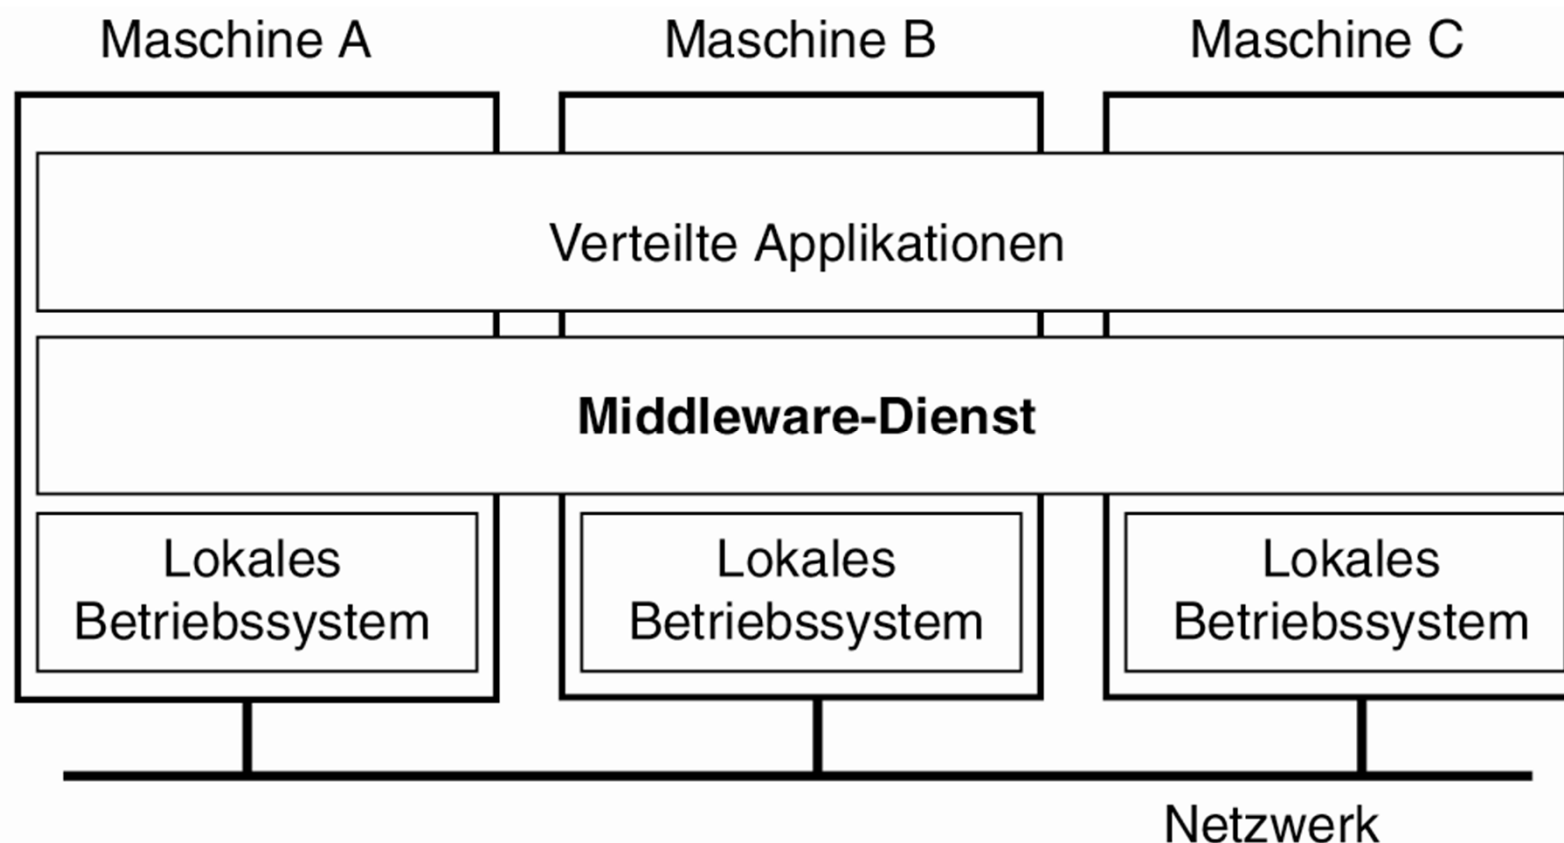 Maschine A
Maschine B
Maschine C
Verteilte Applikationen
Middleware-Dienst
Lokales
Betriebssystem
Lokales
Betriebssystem
Lokales
Betriebssystem
Netzwerk